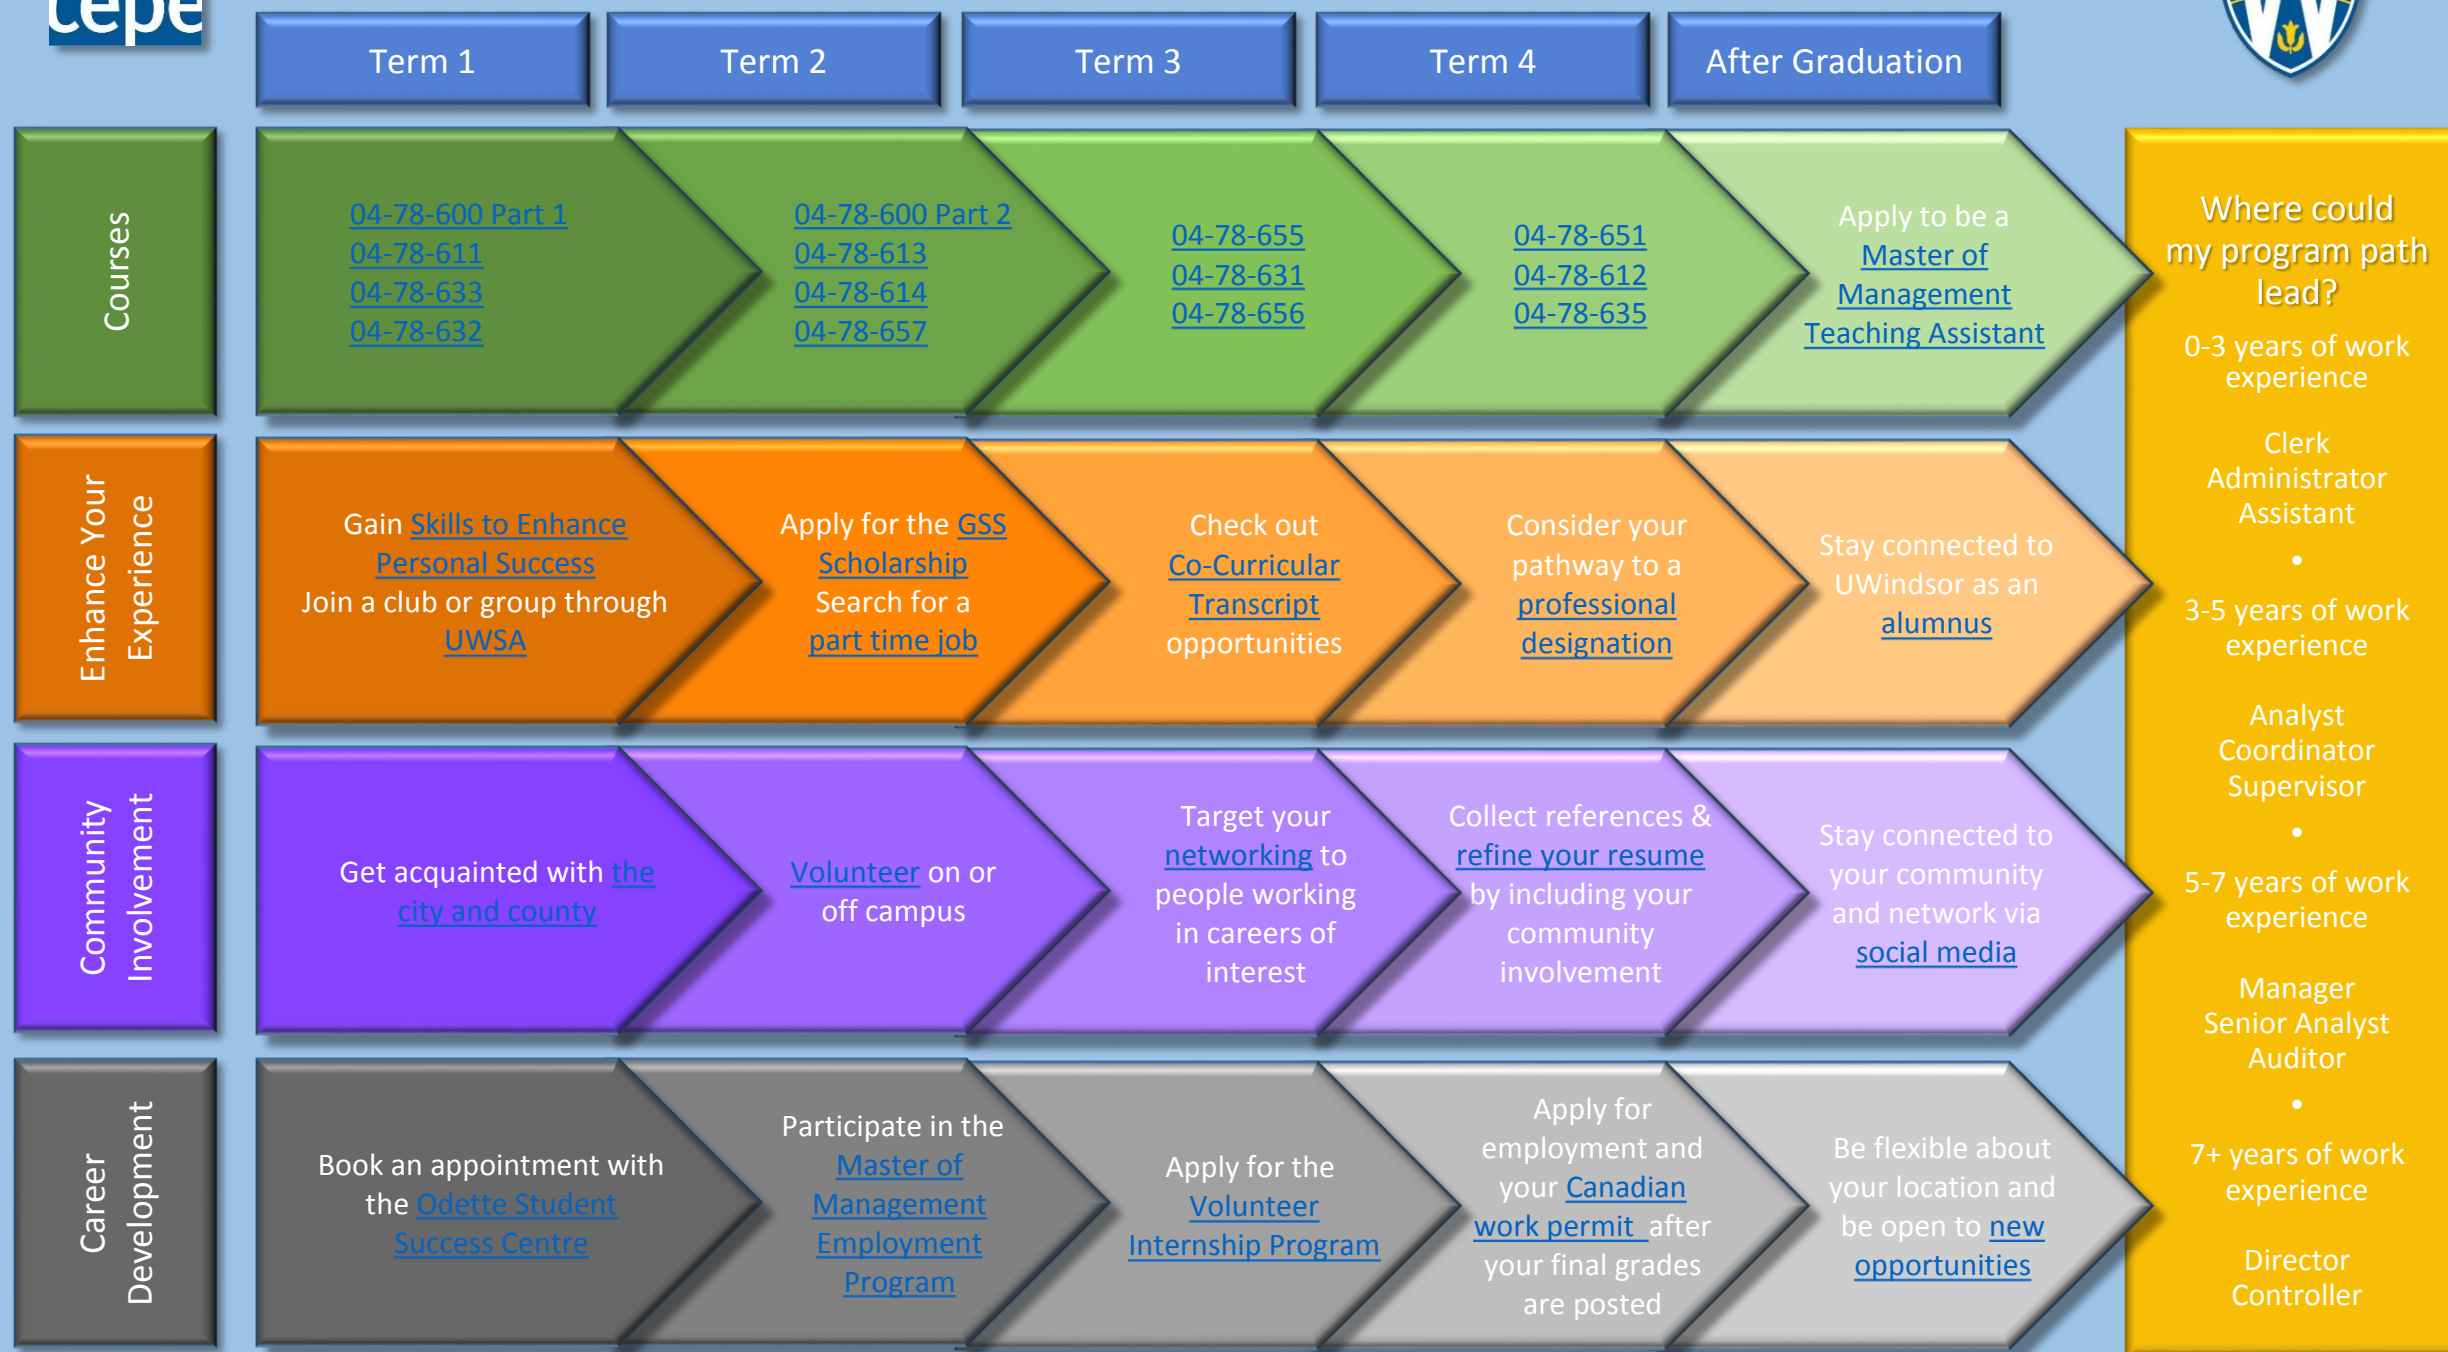 cepe
Term 1
Term 2
Term 3
Term 4
After Graduation
Courses
04-78-600 Part 1
04-78-611
04-78-633
04-78-632
04-78-600 Part 2
04-78-613
04-78-614
04-78-657
04-78-655
04-78-631
04-78-656
04-78-651
04-78-612
04-78-635
Apply to be a
Master of
Management
Teaching Assistant
Enhance Your
Experience
Gain Skills to Enhance
Personal Success
Join a club or group through
UWSA
Apply for the GSS
Scholarship
Search for a
part time job
Check out
Co-Curricular
Transcript
opportunities
Consider your
pathway to a
professional
designation
Stay connected to
UWindsor as an
alumnus
Community
Involvement
Get acquainted with the
city and county
Volunteer on or
off campus
Target your
networking to
people working
in careers of
interest
Collect references &
refine your resume
by including your
community
involvement
Stay connected to
your community
and network via
social media
Career
Development
Book an appointment with
the Odette Student
Success Centre
Participate in the
Master of
Management
Employment
Program
Apply for the
Volunteer
Internship Program
Apply for
employment and
your Canadian
work permit after
your final grades
are posted
Be flexible about
your location and
be open to new
opportunities
Where could
my program path
lead?
0-3 years of work
experience
Clerk
Administrator
Assistant
•
3-5 years of work
experience
Analyst
Coordinator
Supervisor
•
5-7 years of work
experience
Manager
Senior Analyst
Auditor
•
7+ years of work
experience
Director
Controller